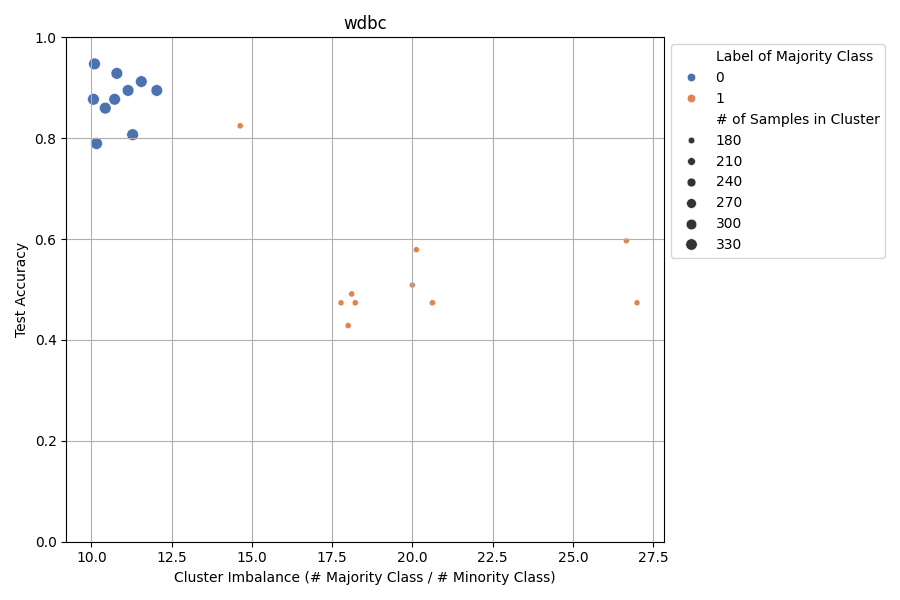 wdbc
1.0
0.8
0.6
0.4
0.2
0.0
Test Accuracy
10.0 12.5 15.0 17.5 20.0 22.5 25.0 27.5
Cluster Imbalance (# Majority Class / # Minority Class)
Label of Majority Class
0
1
# of Samples in Cluster
180
210
240
270
300
330